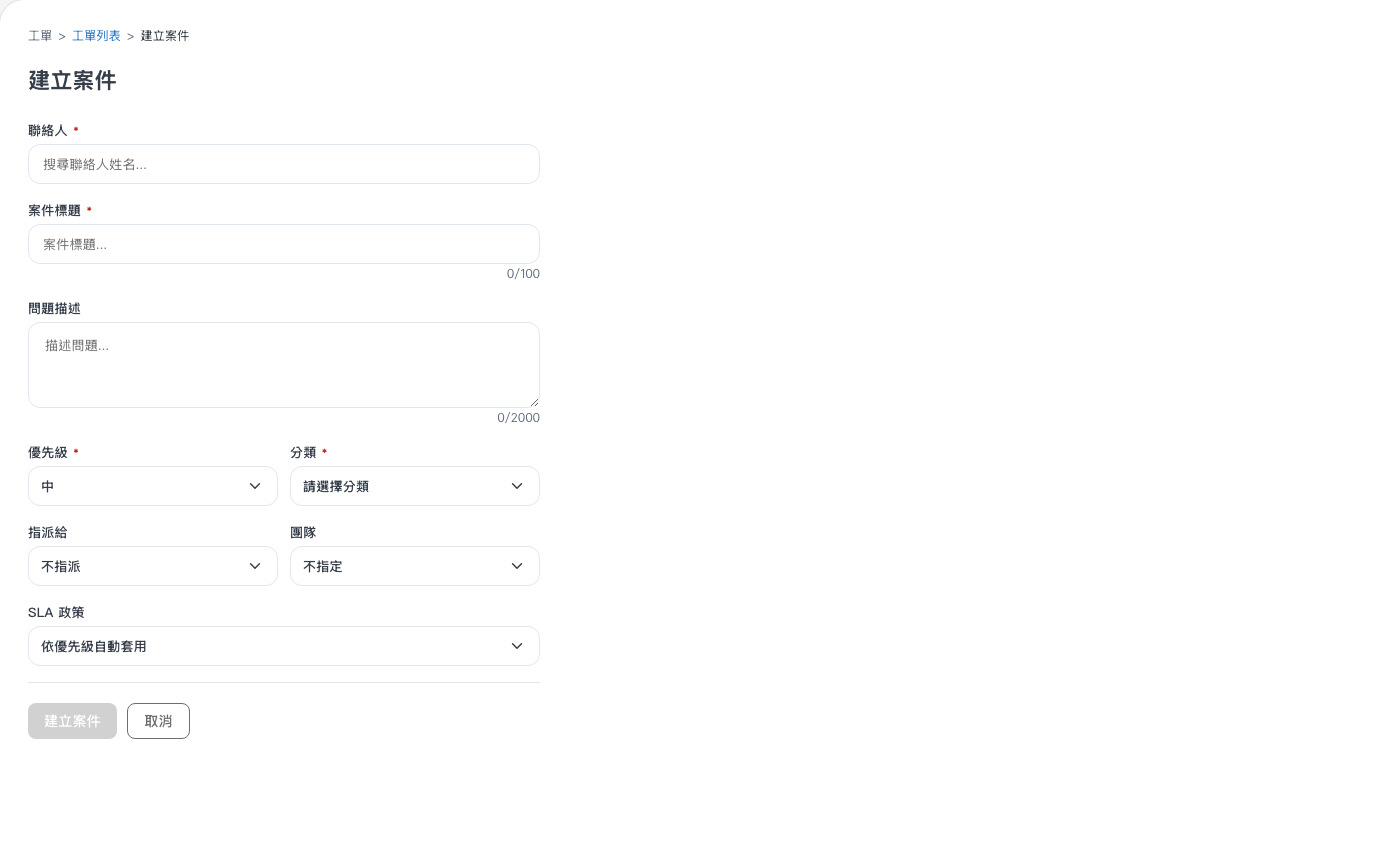 工單 > 工單列表 > 建立案件
建立案件
聯絡人 *
搜尋聯絡人姓名...
案件標題 *
案件標題...
0/100
問題描述
描述問題...
0/2000
優先級 * 分類 *
中 請選擇分類
指派給 團隊
不指派 不指定
SLA 政策
依優先級自動套用
建立案件 取消